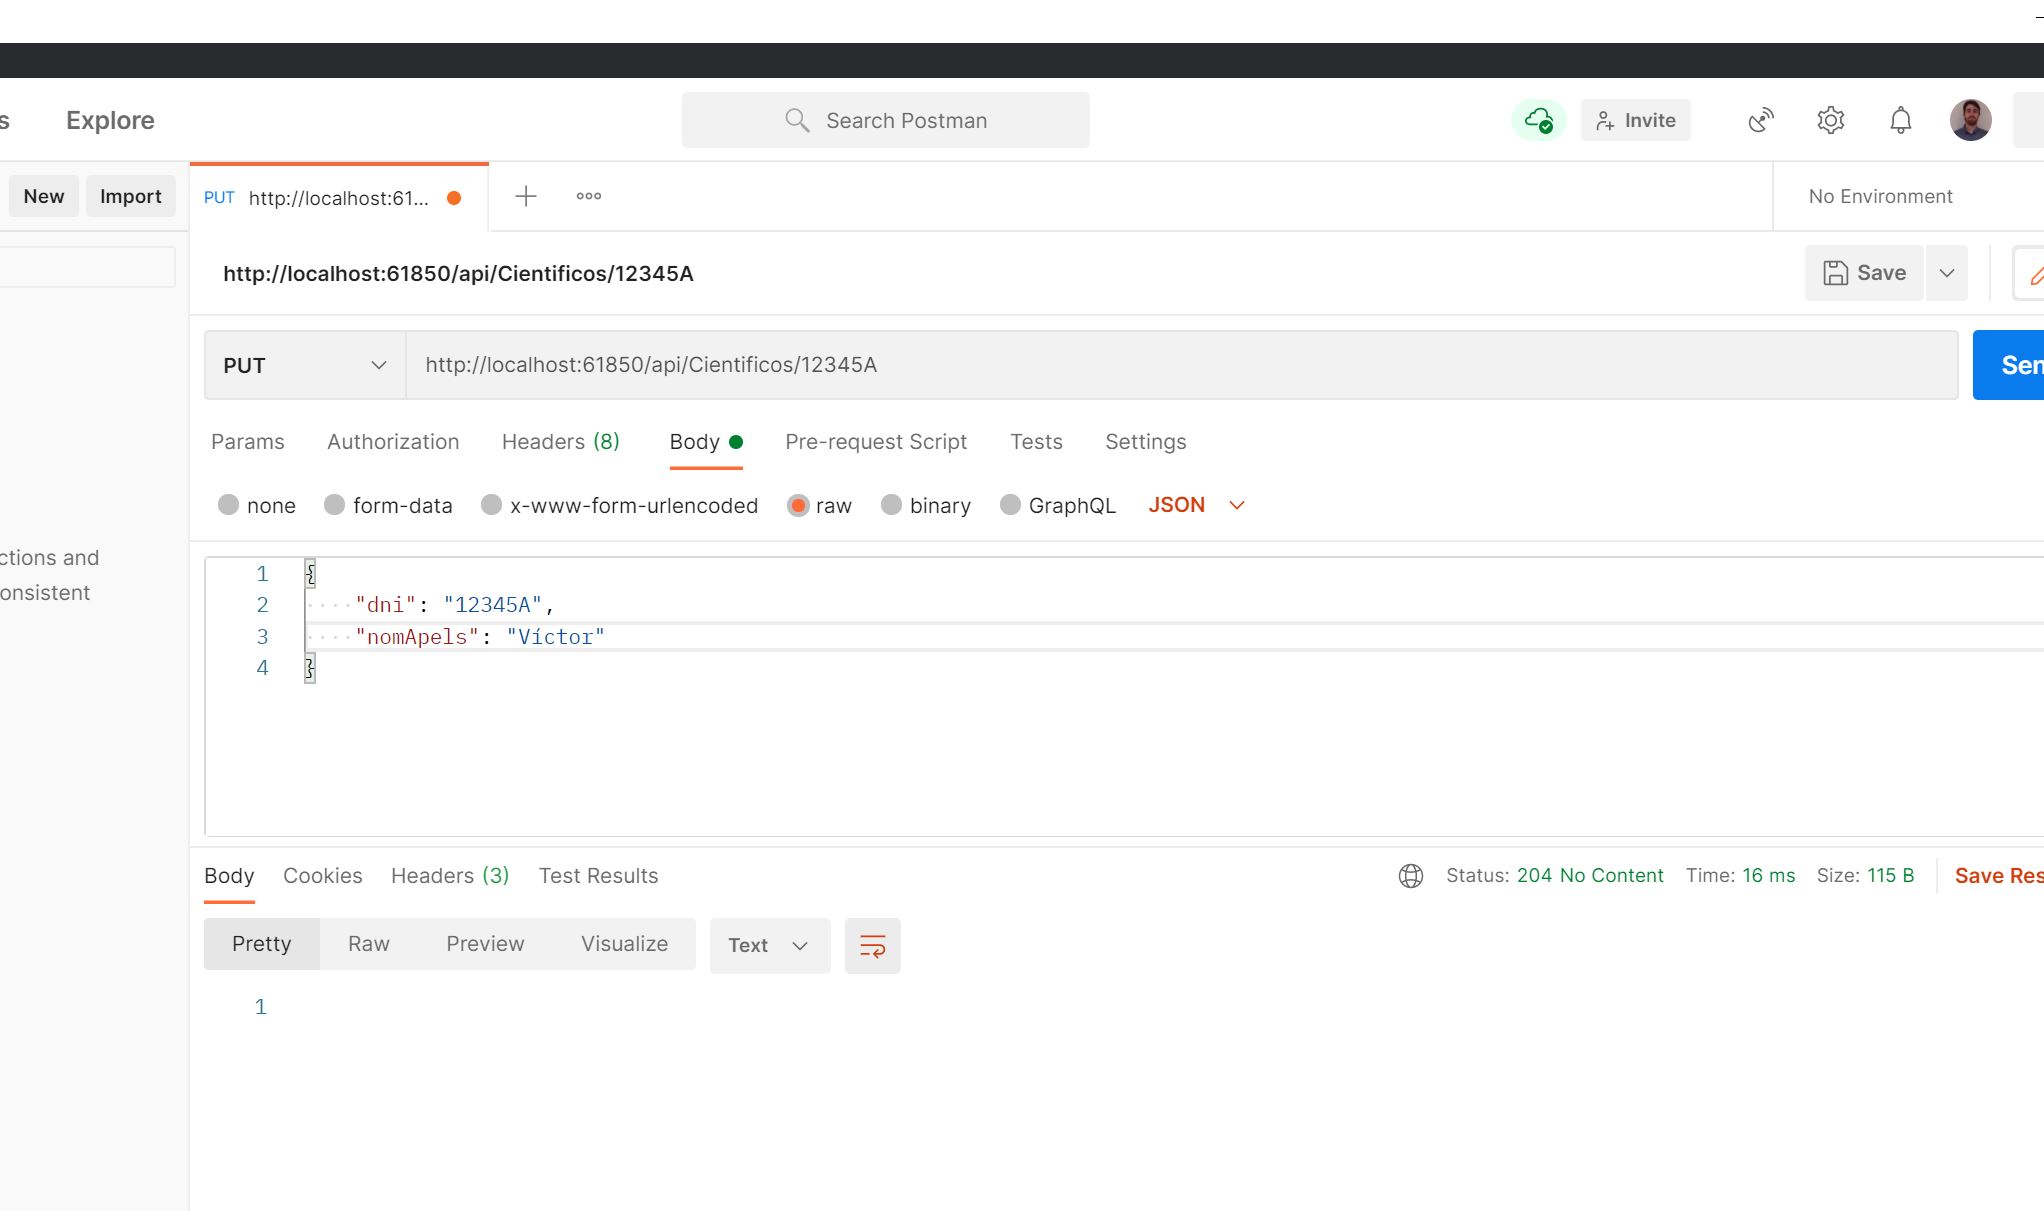 s Explore Search Postman Invite
New Import PUT http://localhost:61... No Environment
http://localhost:61850/api/Cientificos/12345A Save
PUT http://localhost:61850/api/Cientificos/12345A Sen
Params Authorization Headers (8) Body Pre-request Script Tests Settings
none form-data x-www-form-urlencoded raw binary GraphQL JSON
ctions and
onsistent
1 {
2 "dni": "12345A",
3 "nomApels": "Víctor"
4 }
Body Cookies Headers (3) Test Results Status: 204 No Content Time: 16 ms Size: 115 B Save Res
Pretty Raw Preview Visualize Text
1